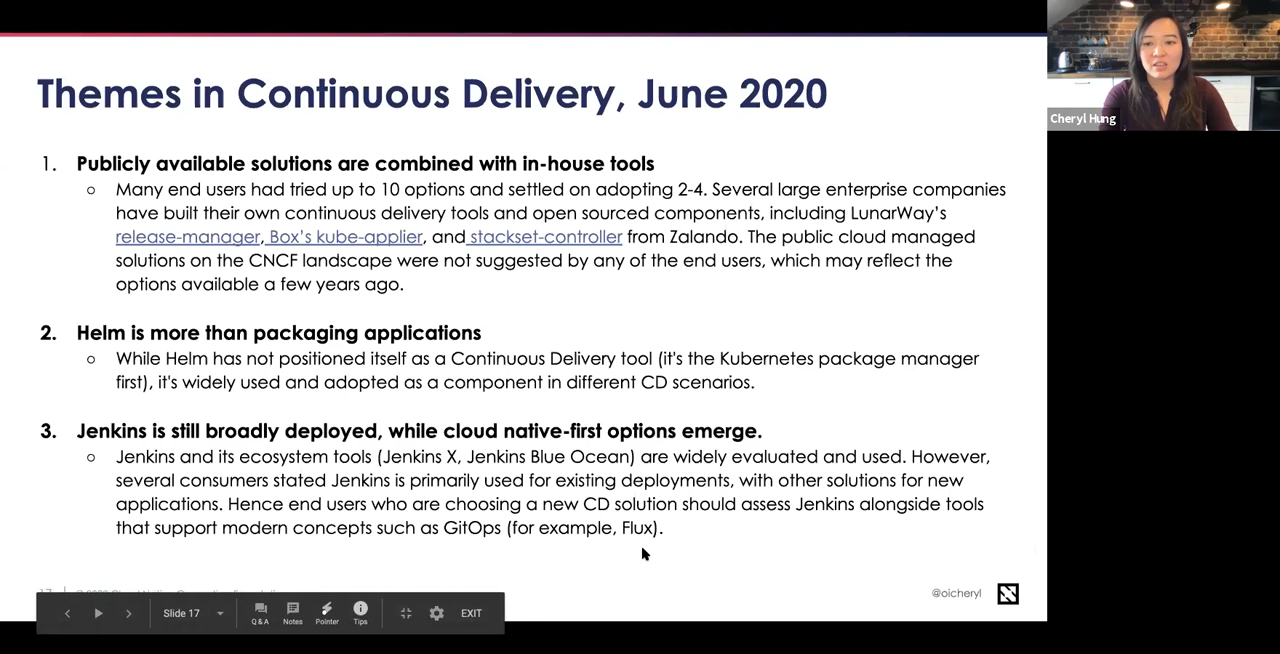 Themes in Continuous Delivery, June 2020
1. Publicly available solutions are combined with in-house tools
○ Many end users had tried up to 10 options and settled on adopting 2-4. Several large enterprise companies
have built their own continuous delivery tools and open sourced components, including LunarWay's
release-manager, Box's kube-applier, and stackset-controller from Zalando. The public cloud managed
solutions on the CNCF landscape were not suggested by any of the end users, which may reflect the
options available a few years ago.
2. Helm is more than packaging applications
○ While Helm has not positioned itself as a Continuous Delivery tool (it's the Kubernetes package manager
first), it's widely used and adopted as a component in different CD scenarios.
3. Jenkins is still broadly deployed, while cloud native-first options emerge.
○ Jenkins and its ecosystem tools (Jenkins X, Jenkins Blue Ocean) are widely evaluated and used. However,
several consumers stated Jenkins is primarily used for existing deployments, with other solutions for new
applications. Hence end users who are choosing a new CD solution should assess Jenkins alongside tools
that support modern concepts such as GitOps (for example, Flux).
@oicheryl
Slide 17
Q & A
Notes
Pointer
Tips
EXIT
Cheryl Hung